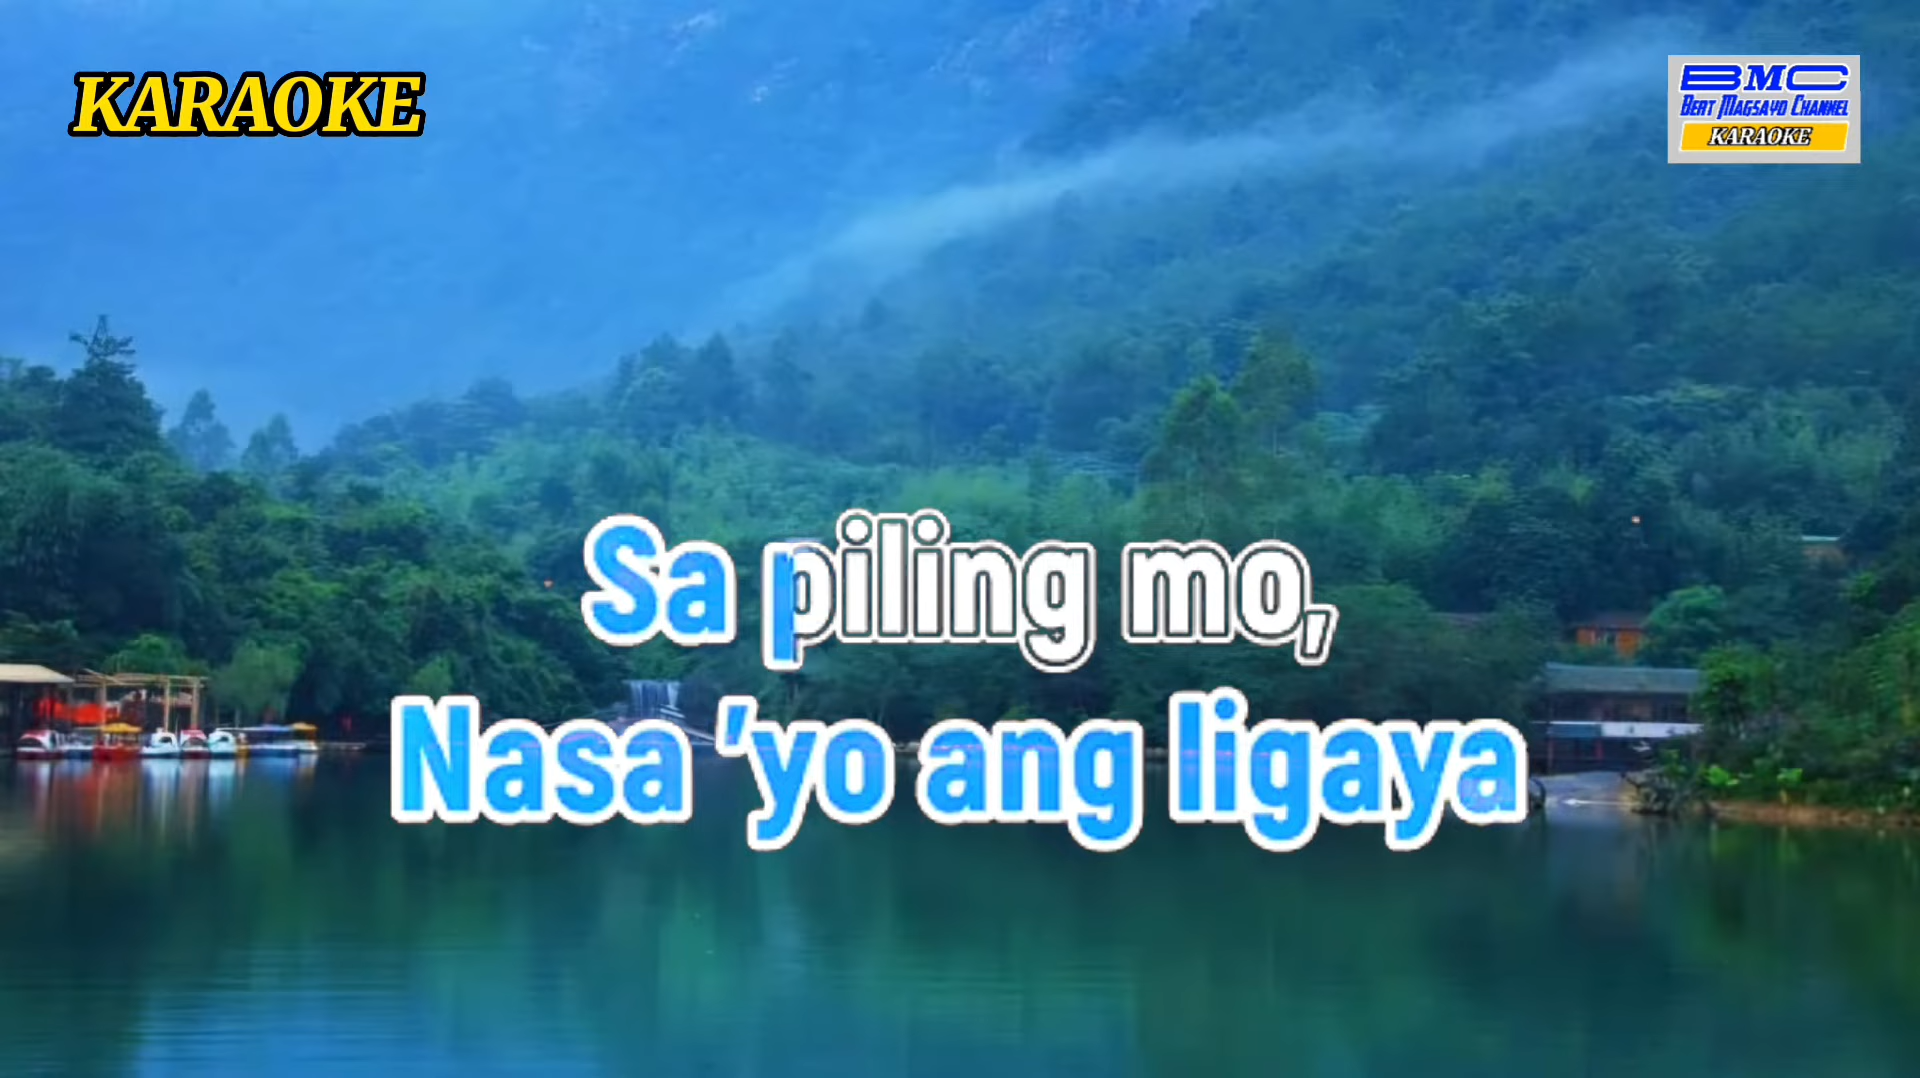 KARAOKE
BMC
BERT MAGSAYO CHANNEL
KARAOKE
Sa piling mo,
Nasa 'yo ang ligaya